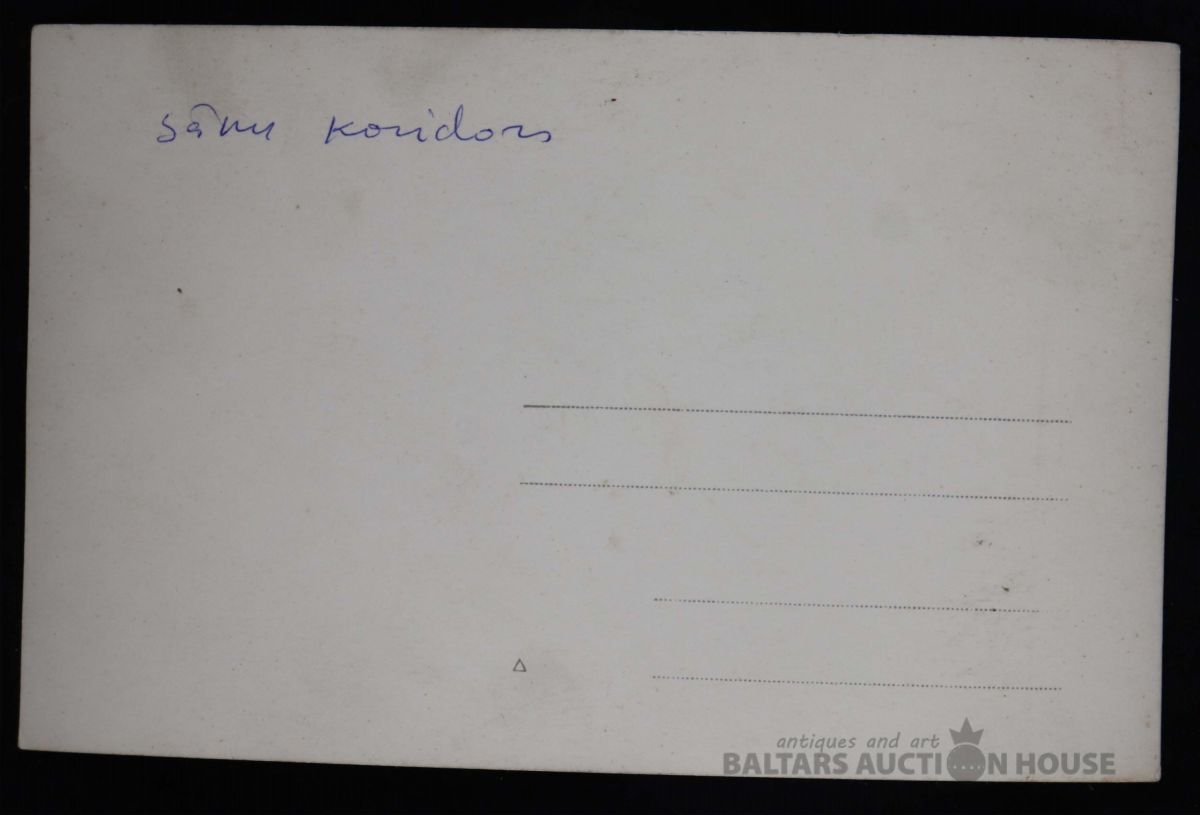 sānu koridors
antiques and art
BALTARS AUCTION HOUSE